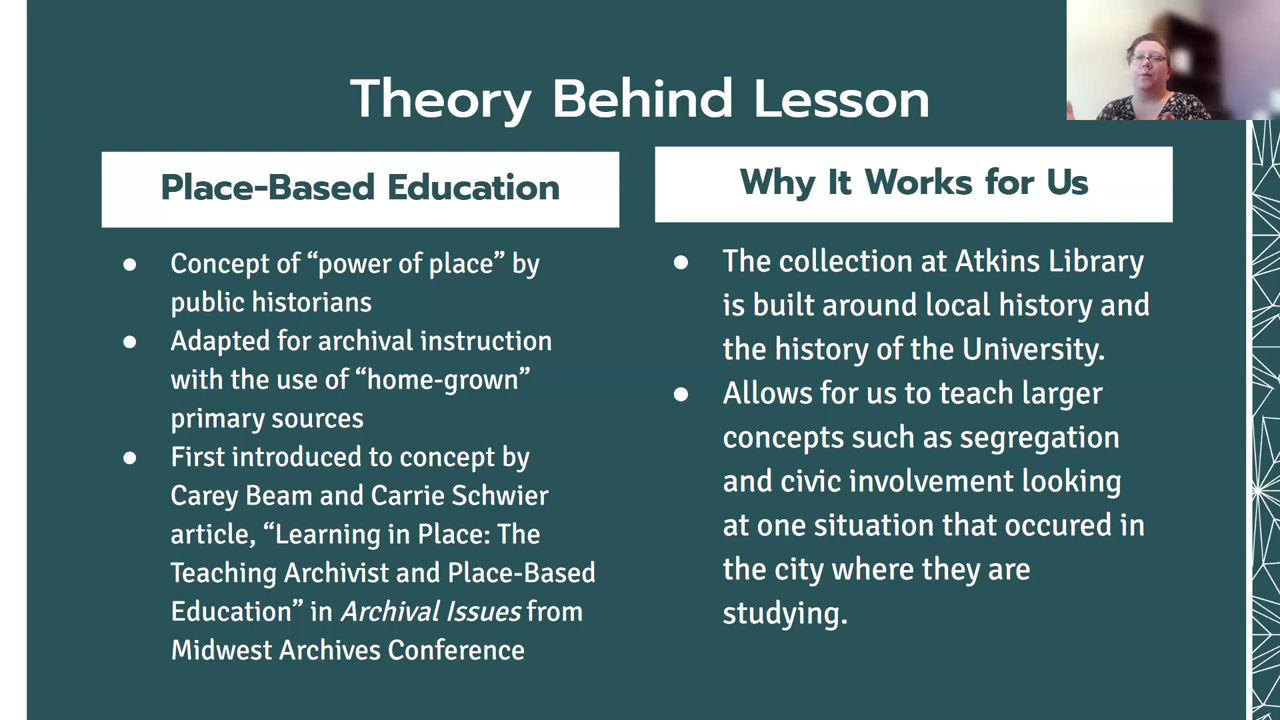 Theory Behind Lesson
Place-Based Education
● Concept of “power of place” by
public historians
● Adapted for archival instruction
with the use of “home-grown”
primary sources
● First introduced to concept by
Carey Beam and Carrie Schwier
article, “Learning in Place: The
Teaching Archivist and Place-Based
Education” in Archival Issues from
Midwest Archives Conference
Why It Works for Us
● The collection at Atkins Library
is built around local history and
the history of the University.
● Allows for us to teach larger
concepts such as segregation
and civic involvement looking
at one situation that occured in
the city where they are
studying.